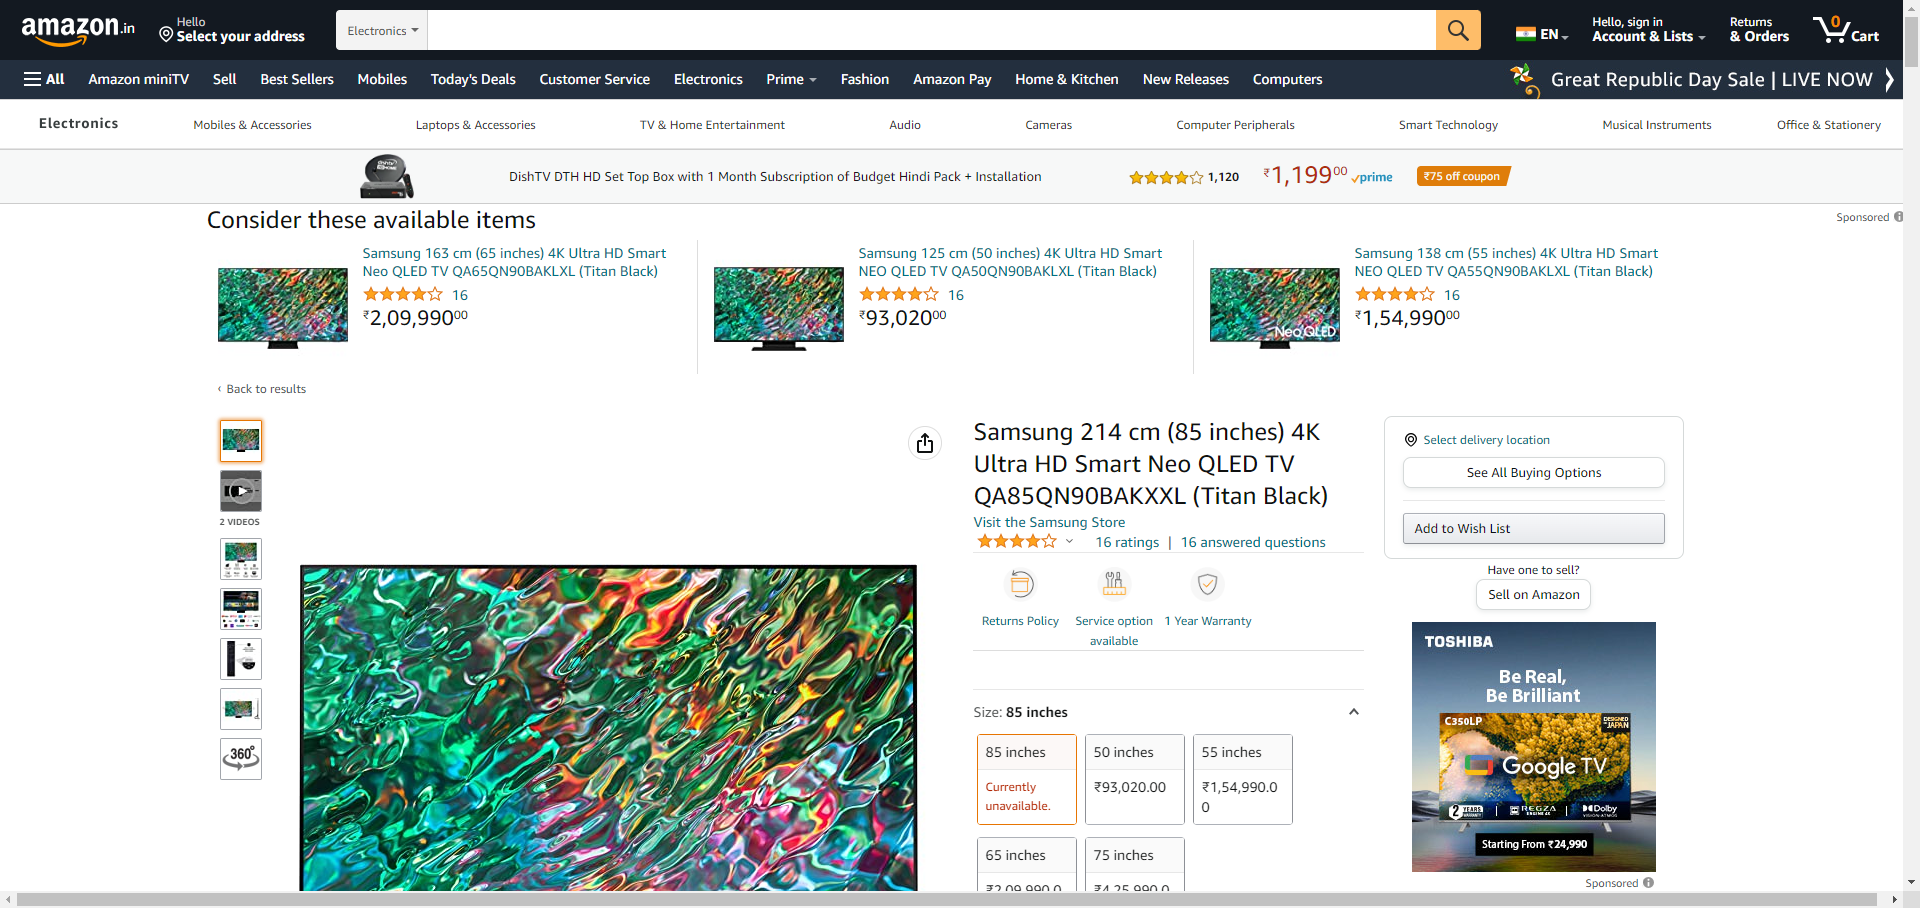 amazon.in
Hello
Select your address
Electronics
EN
Hello, sign in
Account & Lists
Returns
& Orders
0
Cart
All
Amazon miniTV
Sell
Best Sellers
Mobiles
Today's Deals
Customer Service
Electronics
Prime
Fashion
Amazon Pay
Home & Kitchen
New Releases
Computers
Great Republic Day Sale | LIVE NOW
Electronics
Mobiles & Accessories
Laptops & Accessories
TV & Home Entertainment
Audio
Cameras
Computer Peripherals
Smart Technology
Musical Instruments
Office & Stationery
DishTV DTH HD Set Top Box with 1 Month Subscription of Budget Hindi Pack + Installation
1,120
₹1,19900
prime
₹75 off coupon
Consider these available items
Sponsored
Samsung 163 cm (65 inches) 4K Ultra HD Smart
Neo QLED TV QA65QN90BAKLXL (Titan Black)
16
₹2,09,99000
Samsung 125 cm (50 inches) 4K Ultra HD Smart
NEO QLED TV QA50QN90BAKLXL (Titan Black)
16
₹93,02000
Neo QLED
Samsung 138 cm (55 inches) 4K Ultra HD Smart
NEO QLED TV QA55QN90BAKLXL (Titan Black)
16
₹1,54,99000
‹ Back to results
2 VIDEOS
360°
Samsung 214 cm (85 inches) 4K
Ultra HD Smart Neo QLED TV
QA85QN90BAKXXL (Titan Black)
Visit the Samsung Store
16 ratings | 16 answered questions
Returns Policy
Service option
available
1 Year Warranty
Size: 85 inches
85 inches
Currently
unavailable.
50 inches
₹93,020.00
55 inches
₹1,54,990.0
0
65 inches
₹2,09,990.0
75 inches
₹4,25,990.0
Select delivery location
See All Buying Options
Add to Wish List
Have one to sell?
Sell on Amazon
TOSHIBA
Be Real,
Be Brilliant
C350LP
DESIGNED
IN JAPAN
Google TV
2 YEARS
WARRANTY
REGZA
ENGINE 4K
Dolby
VISION·ATMOS
Starting From ₹24,990
Sponsored